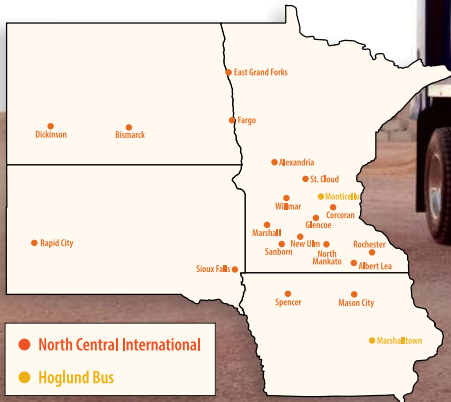 East Grand Forks
Fargo
Dickinson
Bismarck
Alexandria
St. Cloud
Monticello
Willmar
Corcoran
Glencoe
Marshall
New Ulm
Rochester
Sanborn
North
Mankato
Albert Lea
Rapid City
Sioux Falls
Spencer
Mason City
Marshalltown
North Central International
Hoglund Bus